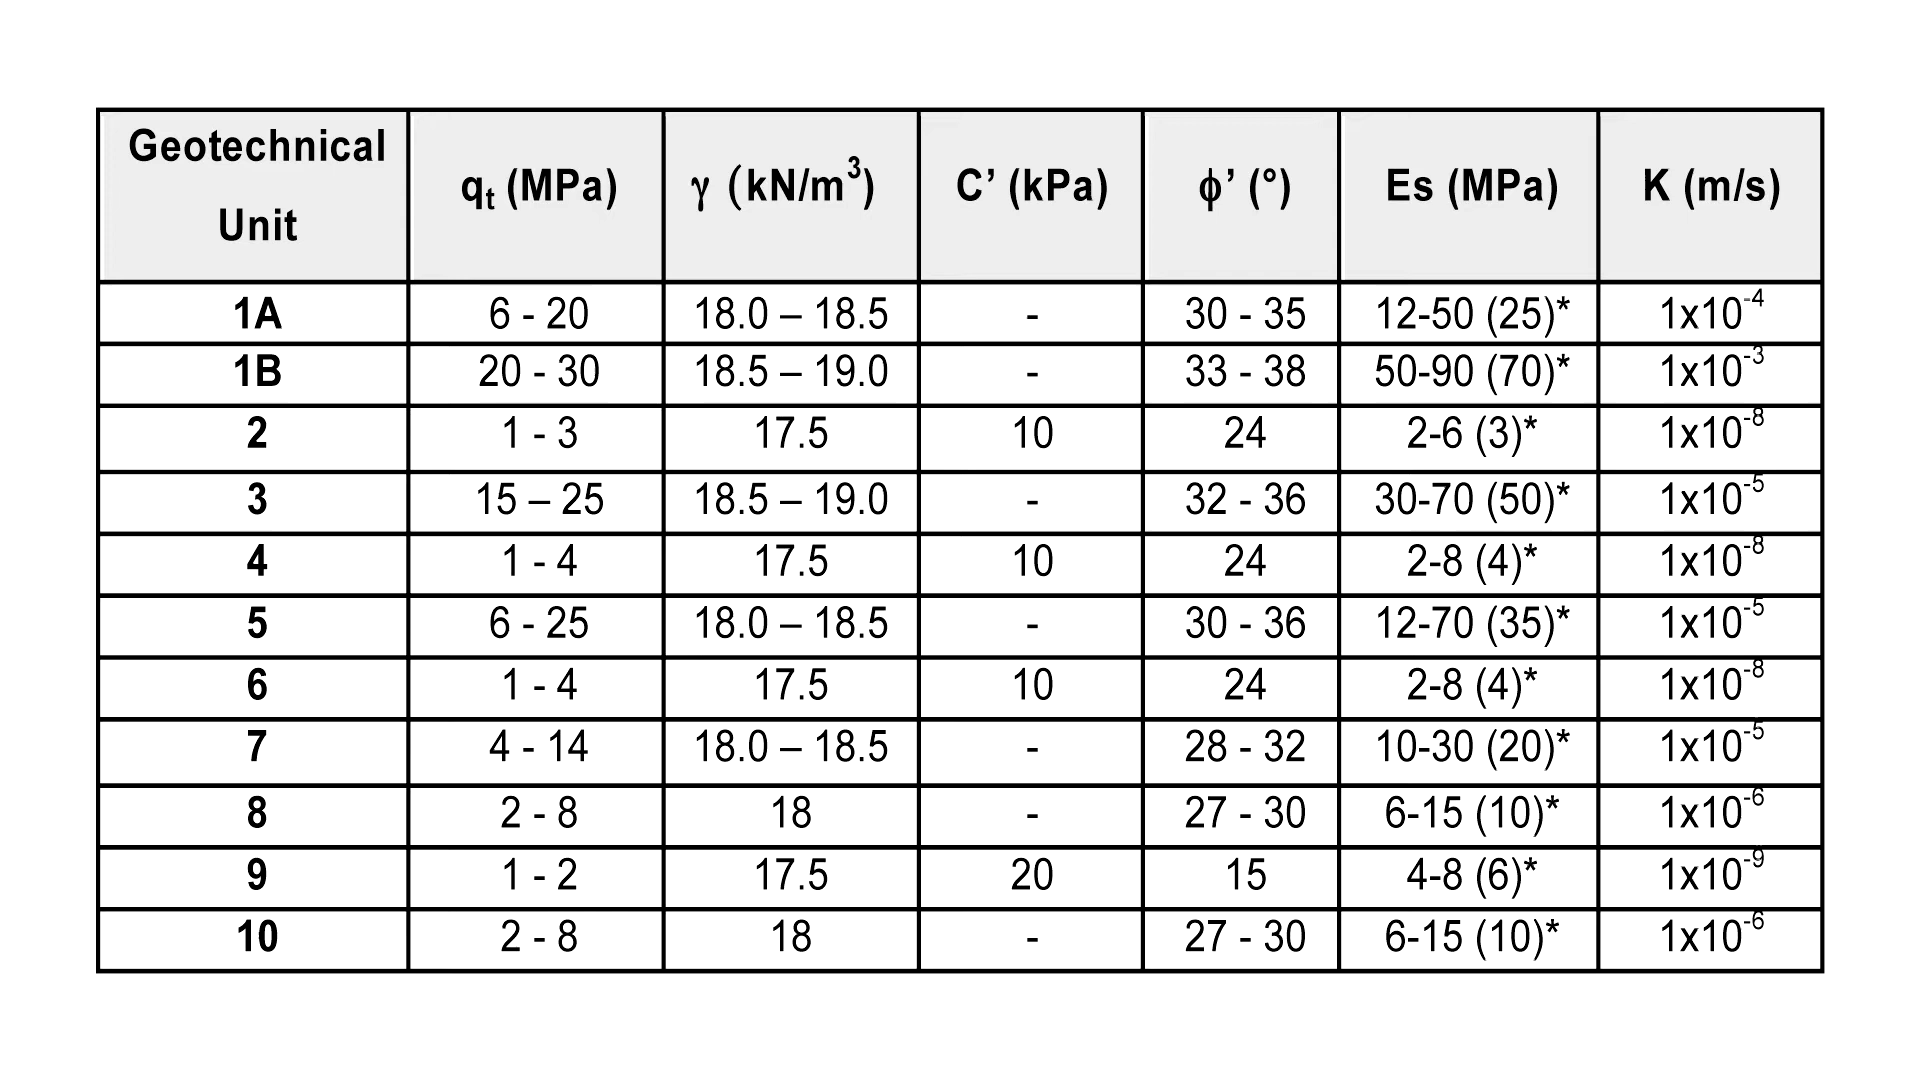 Geotechnical Unit | qt (MPa) | γ (kN/m³) | C’ (kPa) | ϕ’ (°) | Es (MPa) | K (m/s)
1A | 6 - 20 | 18.0 – 18.5 | - | 30 - 35 | 12-50 (25)* | 1x10⁻⁴
1B | 20 - 30 | 18.5 – 19.0 | - | 33 - 38 | 50-90 (70)* | 1x10⁻³
2 | 1 - 3 | 17.5 | 10 | 24 | 2-6 (3)* | 1x10⁻⁸
3 | 15 – 25 | 18.5 – 19.0 | - | 32 - 36 | 30-70 (50)* | 1x10⁻⁵
4 | 1 - 4 | 17.5 | 10 | 24 | 2-8 (4)* | 1x10⁻⁸
5 | 6 - 25 | 18.0 – 18.5 | - | 30 - 36 | 12-70 (35)* | 1x10⁻⁵
6 | 1 - 4 | 17.5 | 10 | 24 | 2-8 (4)* | 1x10⁻⁸
7 | 4 - 14 | 18.0 – 18.5 | - | 28 - 32 | 10-30 (20)* | 1x10⁻⁵
8 | 2 - 8 | 18 | - | 27 - 30 | 6-15 (10)* | 1x10⁻⁶
9 | 1 - 2 | 17.5 | 20 | 15 | 4-8 (6)* | 1x10⁻⁹
10 | 2 - 8 | 18 | - | 27 - 30 | 6-15 (10)* | 1x10⁻⁶